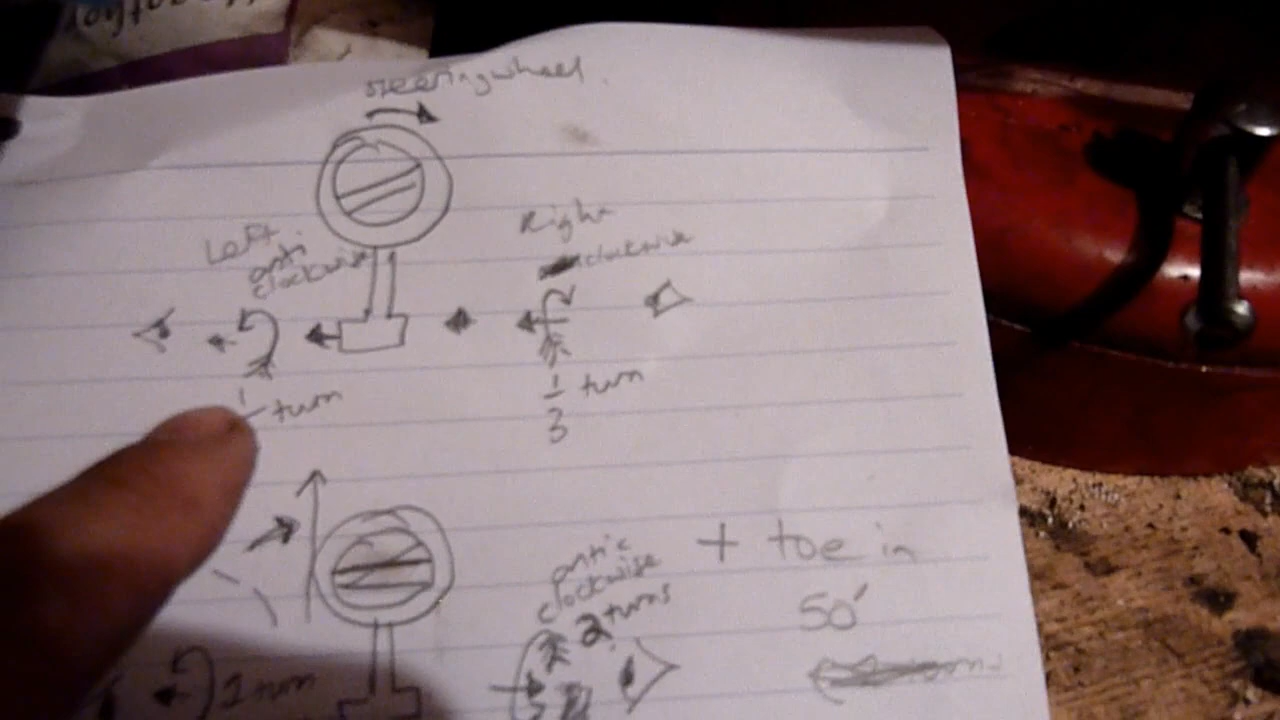 steering wheel.
Left
anti
clockwise
Right
clockwise
turn
1
3
turn
anti
clockwise
2 turns
+ toe in
50'
1 turn